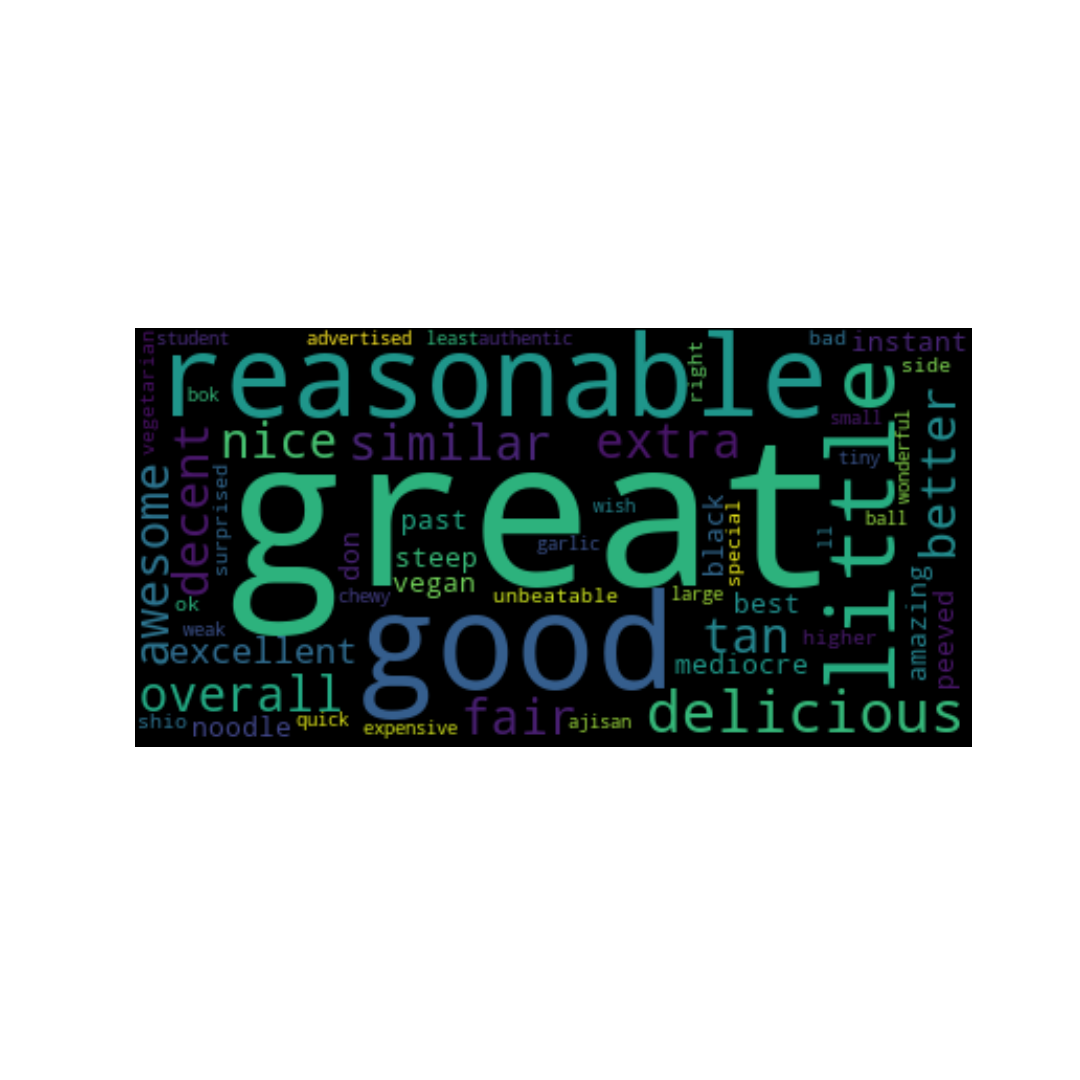 student
advertised
least
authentic
bad
instant
vegetarian
reasonable
right
side
bok
little
small
nice
similar
extra
better
wonderful
decent
great
tiny
awesome
surprised
past
wish
black
special
ball
don
steep
garlic
ll
vegan
chewy
unbeatable
large
best
amazing
peeved
ok
weak
good
tan
higher
excellent
mediocre
overall
fair
delicious
shio
noodle
quick
expensive
ajisan